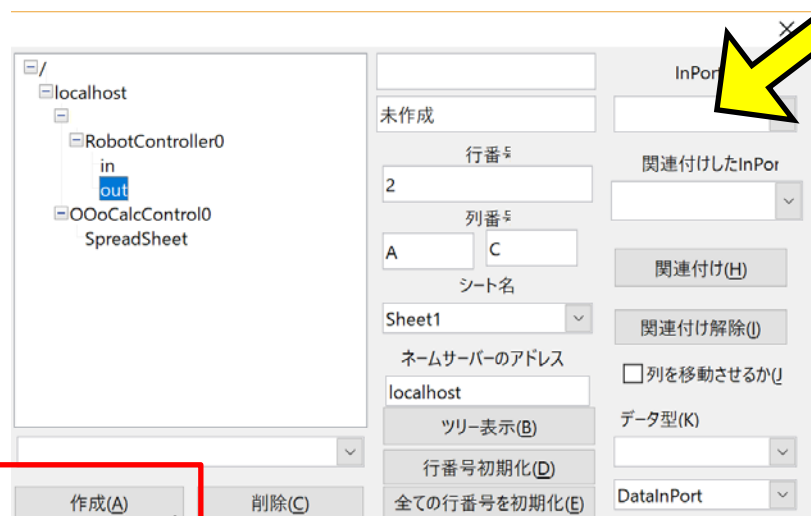 /
localhost
RobotController0
in
out
OOoCalcControl0
SpreadSheet
作成(A)
削除(C)
未作成
行番号
2
列番号
A
C
シート名
Sheet1
ネームサーバーのアドレス
localhost
ツリー表示(B)
行番号初期化(D)
全ての行番号を初期化(E)
InPor
関連付けしたInPor
関連付け(H)
関連付け解除(I)
列を移動させるか(J
データ型(K)
DataInPort